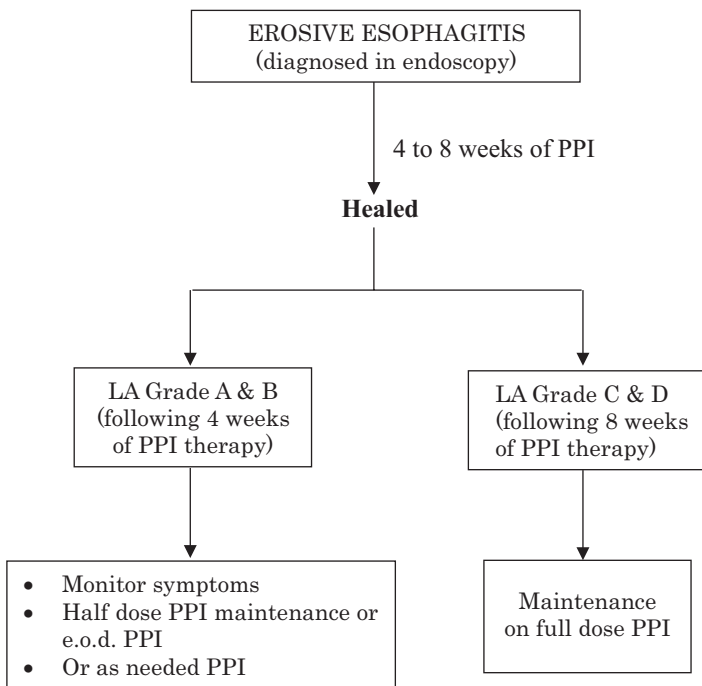 EROSIVE ESOPHAGITIS
(diagnosed in endoscopy)
4 to 8 weeks of PPI
Healed
LA Grade A & B
(following 4 weeks
of PPI therapy)
LA Grade C & D
(following 8 weeks
of PPI therapy)
• Monitor symptoms
• Half dose PPI maintenance or
e.o.d. PPI
• Or as needed PPI
Maintenance
on full dose PPI